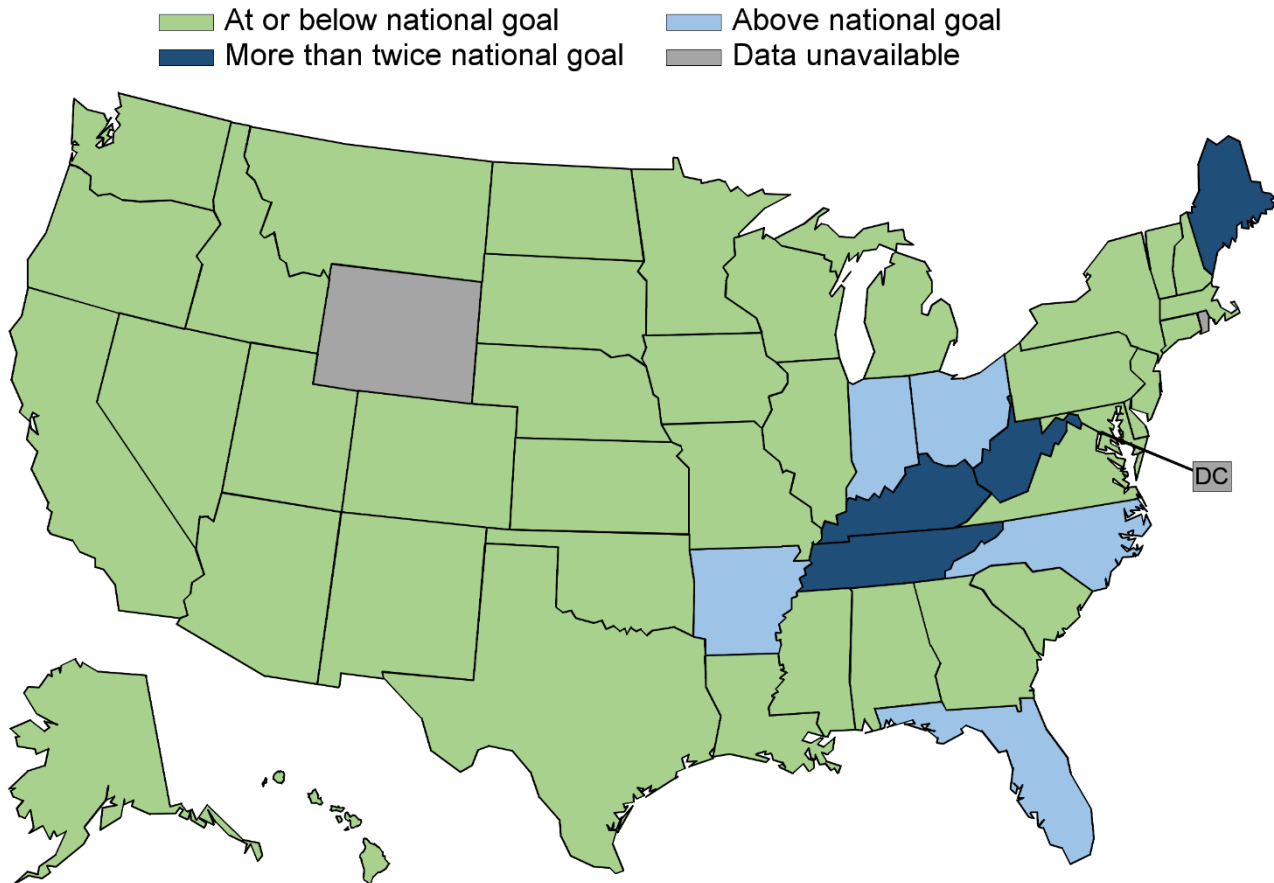 At or below national goal
Above national goal
More than twice national goal
Data unavailable
DC